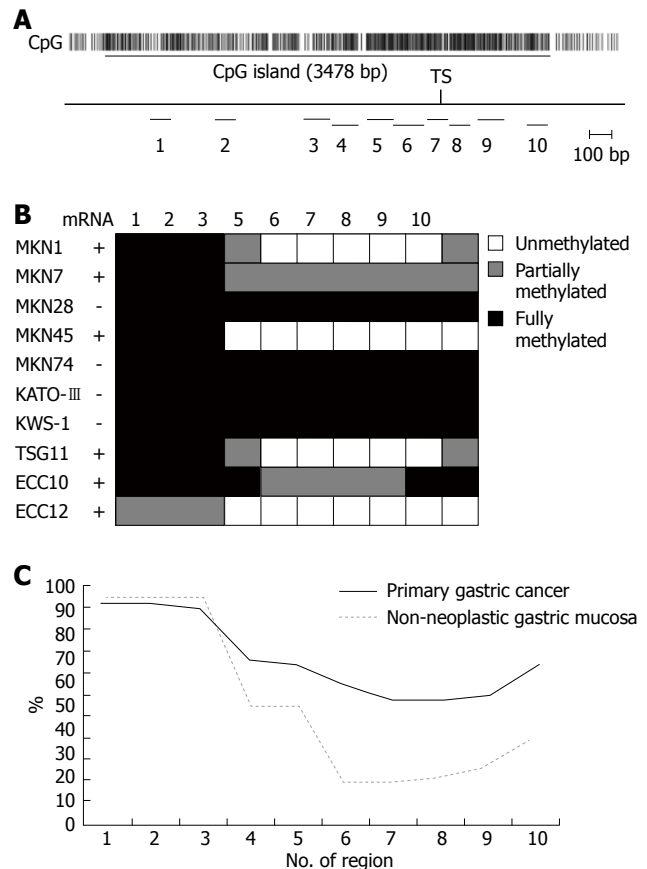 A
CpG
CpG island (3478 bp)
TS
1 2 3 4 5 6 7 8 9 10
100 bp
B
mRNA 1 2 3 5 6 7 8 9 10
MKN1 +
MKN7 +
MKN28 -
MKN45 +
MKN74 -
KATO-Ⅲ -
KWS-1 -
TSG11 +
ECC10 +
ECC12 +
Unmethylated
Partially
methylated
Fully
methylated
C
100
90
80
70
60
50
40
30
20
10
0
%
Primary gastric cancer
Non-neoplastic gastric mucosa
1 2 3 4 5 6 7 8 9 10
No. of region